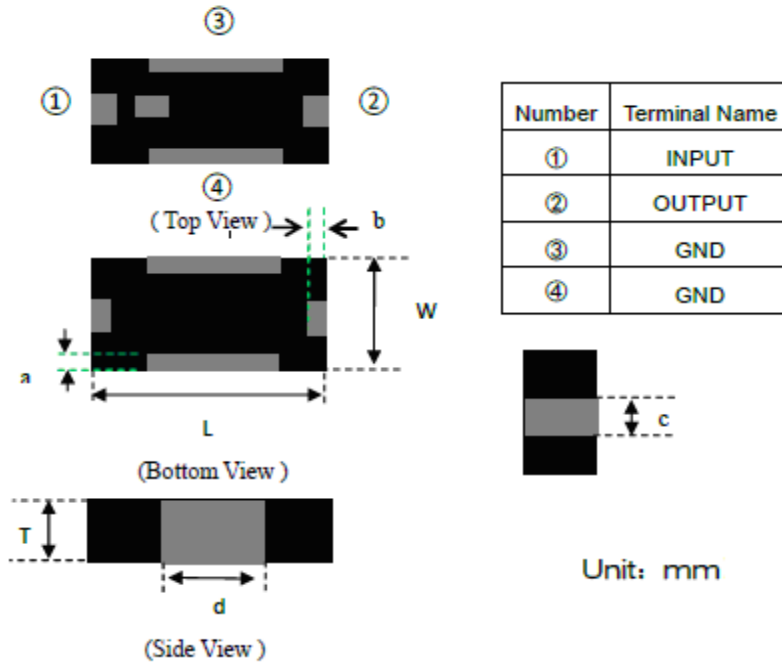 ③
① ②
④
( Top View )
b
W
a
L
(Bottom View )
T
d
(Side View )
Number Terminal Name
① INPUT
② OUTPUT
③ GND
④ GND
c
Unit: mm